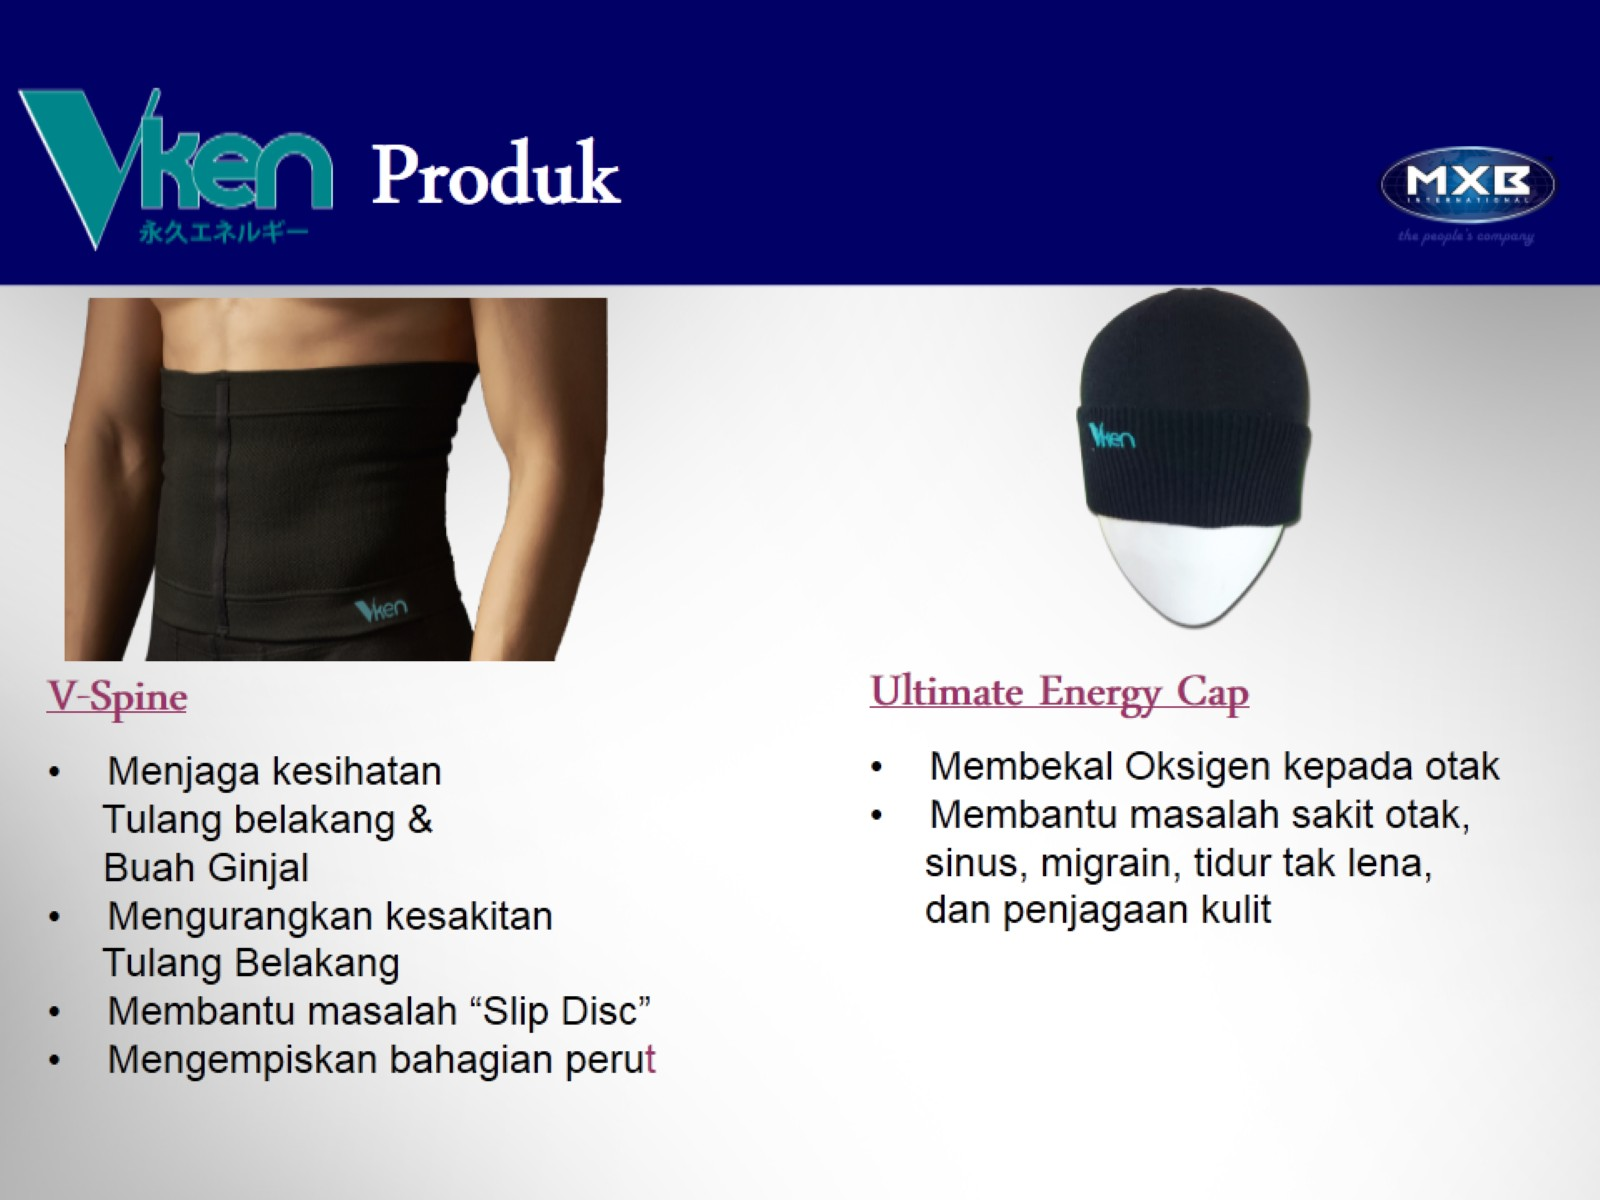 Vken
永久エネルギー
Produk
MXB
INTERNATIONAL
the people's company
Vken
Vken
V-Spine
• Menjaga kesihatan
Tulang belakang &
Buah Ginjal
• Mengurangkan kesakitan
Tulang Belakang
• Membantu masalah “Slip Disc”
• Mengempiskan bahagian perut
Ultimate Energy Cap
• Membekal Oksigen kepada otak
• Membantu masalah sakit otak,
sinus, migrain, tidur tak lena,
dan penjagaan kulit